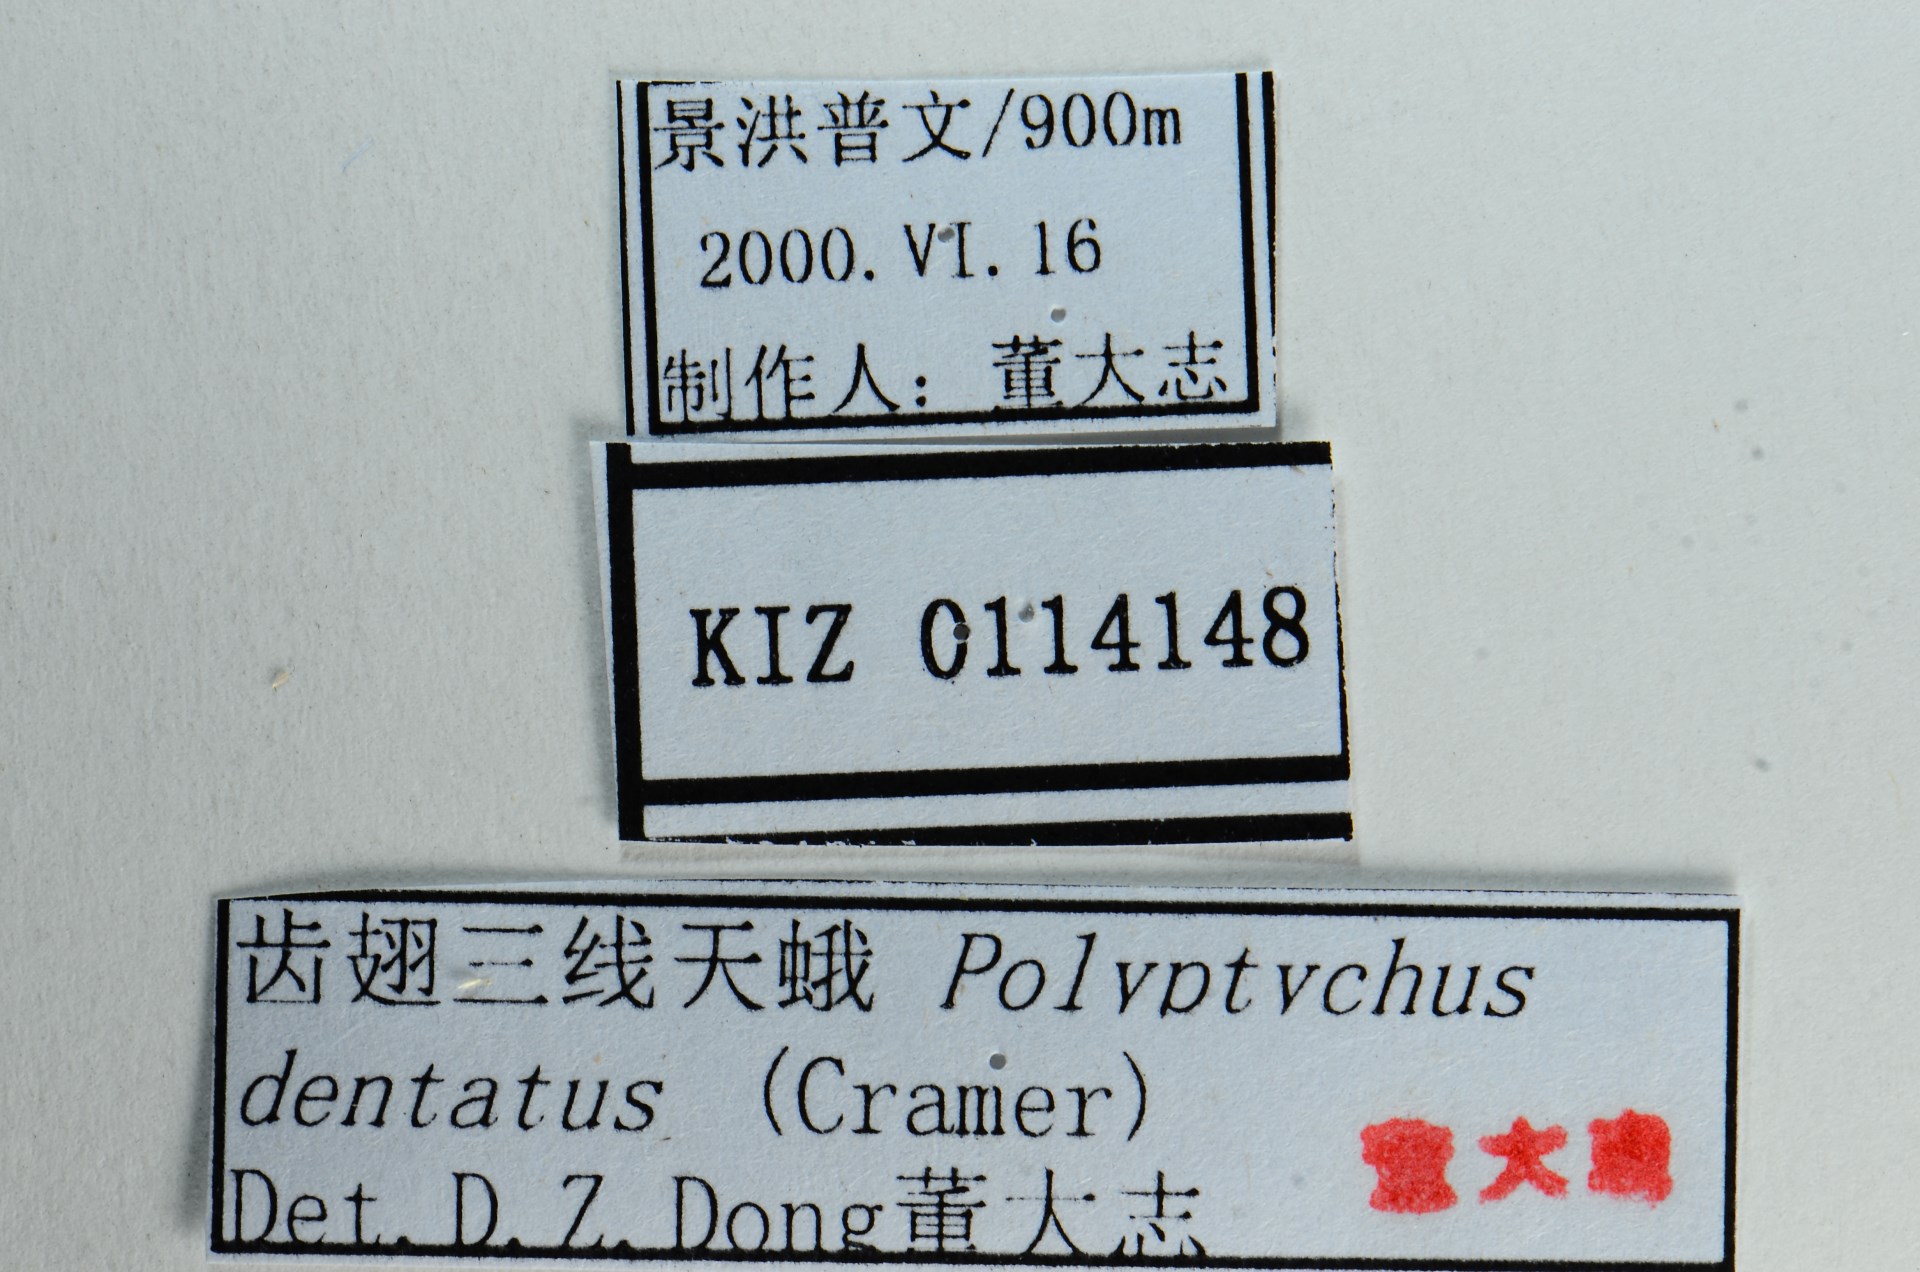 景洪普文/900m
2000.VI.16
制作人：董大志
KIZ 0114148
齿翅三线天蛾 Polyptychus
dentatus (Cramer)
Det. D. Z. Dong董大志